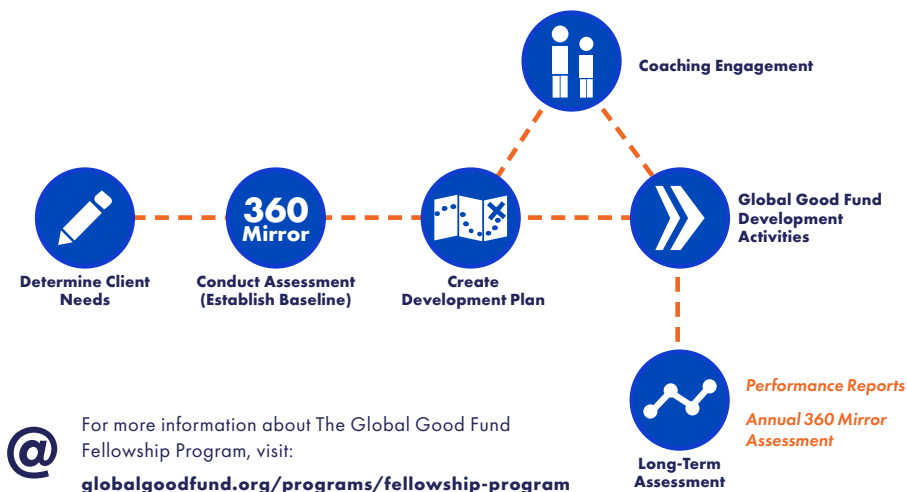 Coaching Engagement
360
Mirror
Global Good Fund
Development
Activities
Determine Client
Needs
Conduct Assessment
(Establish Baseline)
Create
Development Plan
Performance Reports
Annual 360 Mirror
Assessment
Long-Term
Assessment
@
For more information about The Global Good Fund
Fellowship Program, visit:
globalgoodfund.org/programs/fellowship-program